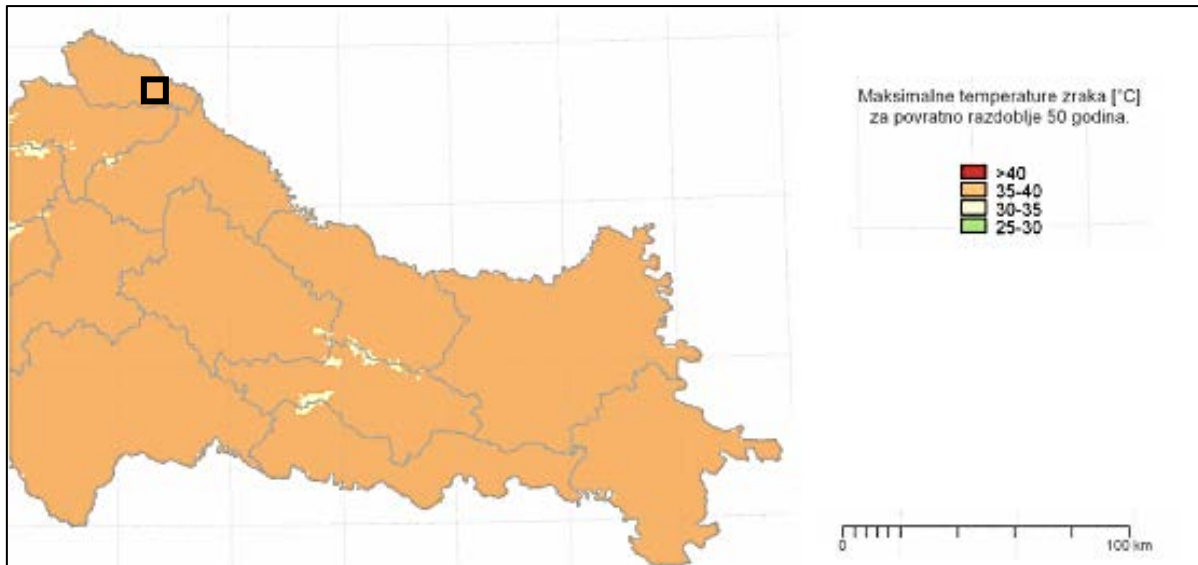 Maksimalne temperature zraka [°C]
za povratno razdoblje 50 godina.
>40
35-40
30-35
25-30
0 100 km